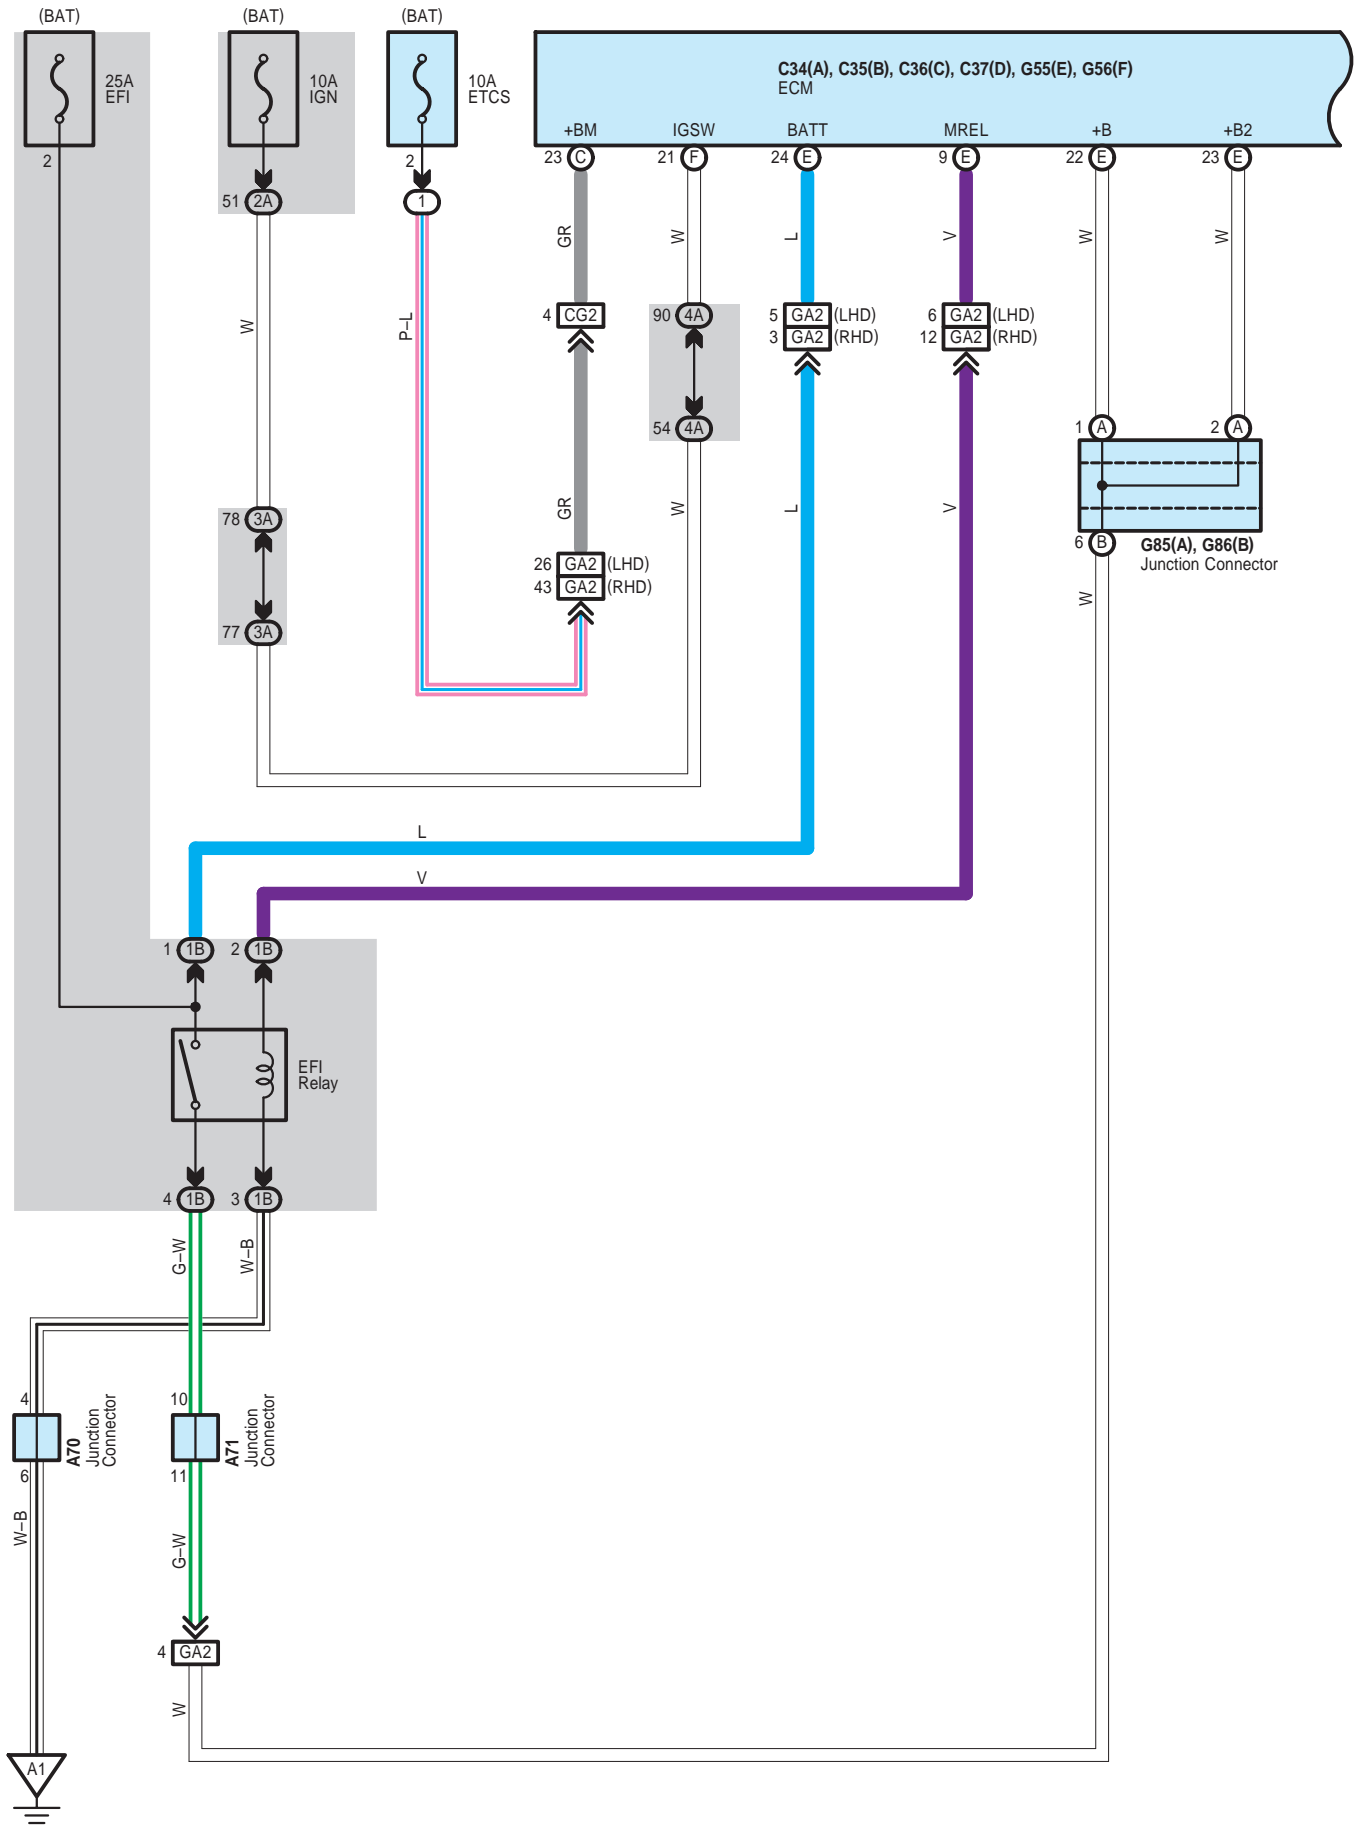 (BAT)
(BAT)
(BAT)
25A
EFI
10A
IGN
10A
ETCS
C34(A), C35(B), C36(C), C37(D), G55(E), G56(F)
ECM
+BM
IGSW
BATT
MREL
+B
+B2
2
2
23 C
21 F
24 E
9 E
22 E
23 E
51 2A
1
GR
W
L
V
W
W
W
P–L
4 CG2
90 4A
5 GA2 (LHD)
3 GA2 (RHD)
6 GA2 (LHD)
12 GA2 (RHD)
54 4A
1 A
2 A
GR
W
L
V
78 3A
77 3A
26 GA2 (LHD)
43 GA2 (RHD)
6 B
G85(A), G86(B)
Junction Connector
W
L
V
1 1B
2 1B
EFI
Relay
4 1B
3 1B
G–W
W–B
4
10
A70
Junction
Connector
A71
Junction
Connector
6
11
W–B
G–W
4 GA2
W
A1